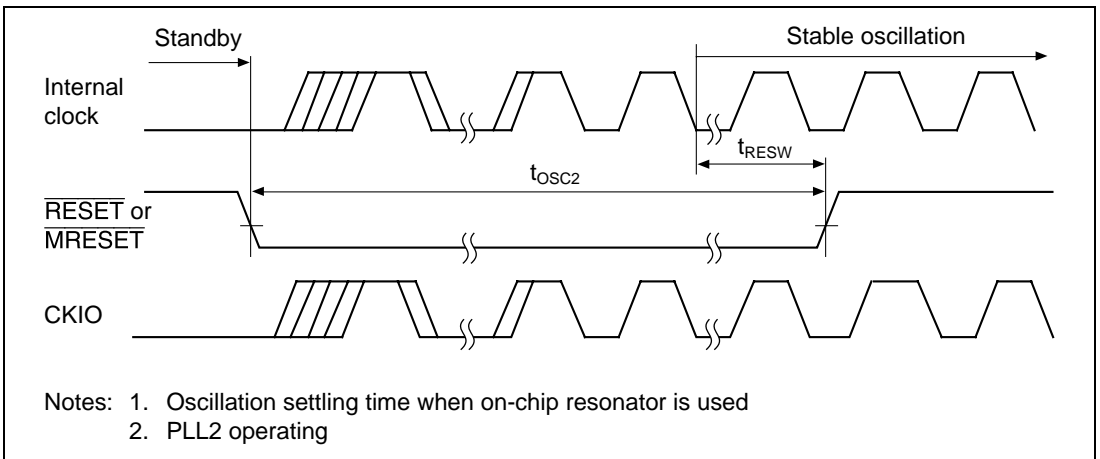 Standby
Stable oscillation
Internal
clock
tRESW
tOSC2
RESET or
MRESET
CKIO
Notes: 1. Oscillation settling time when on-chip resonator is used
2. PLL2 operating